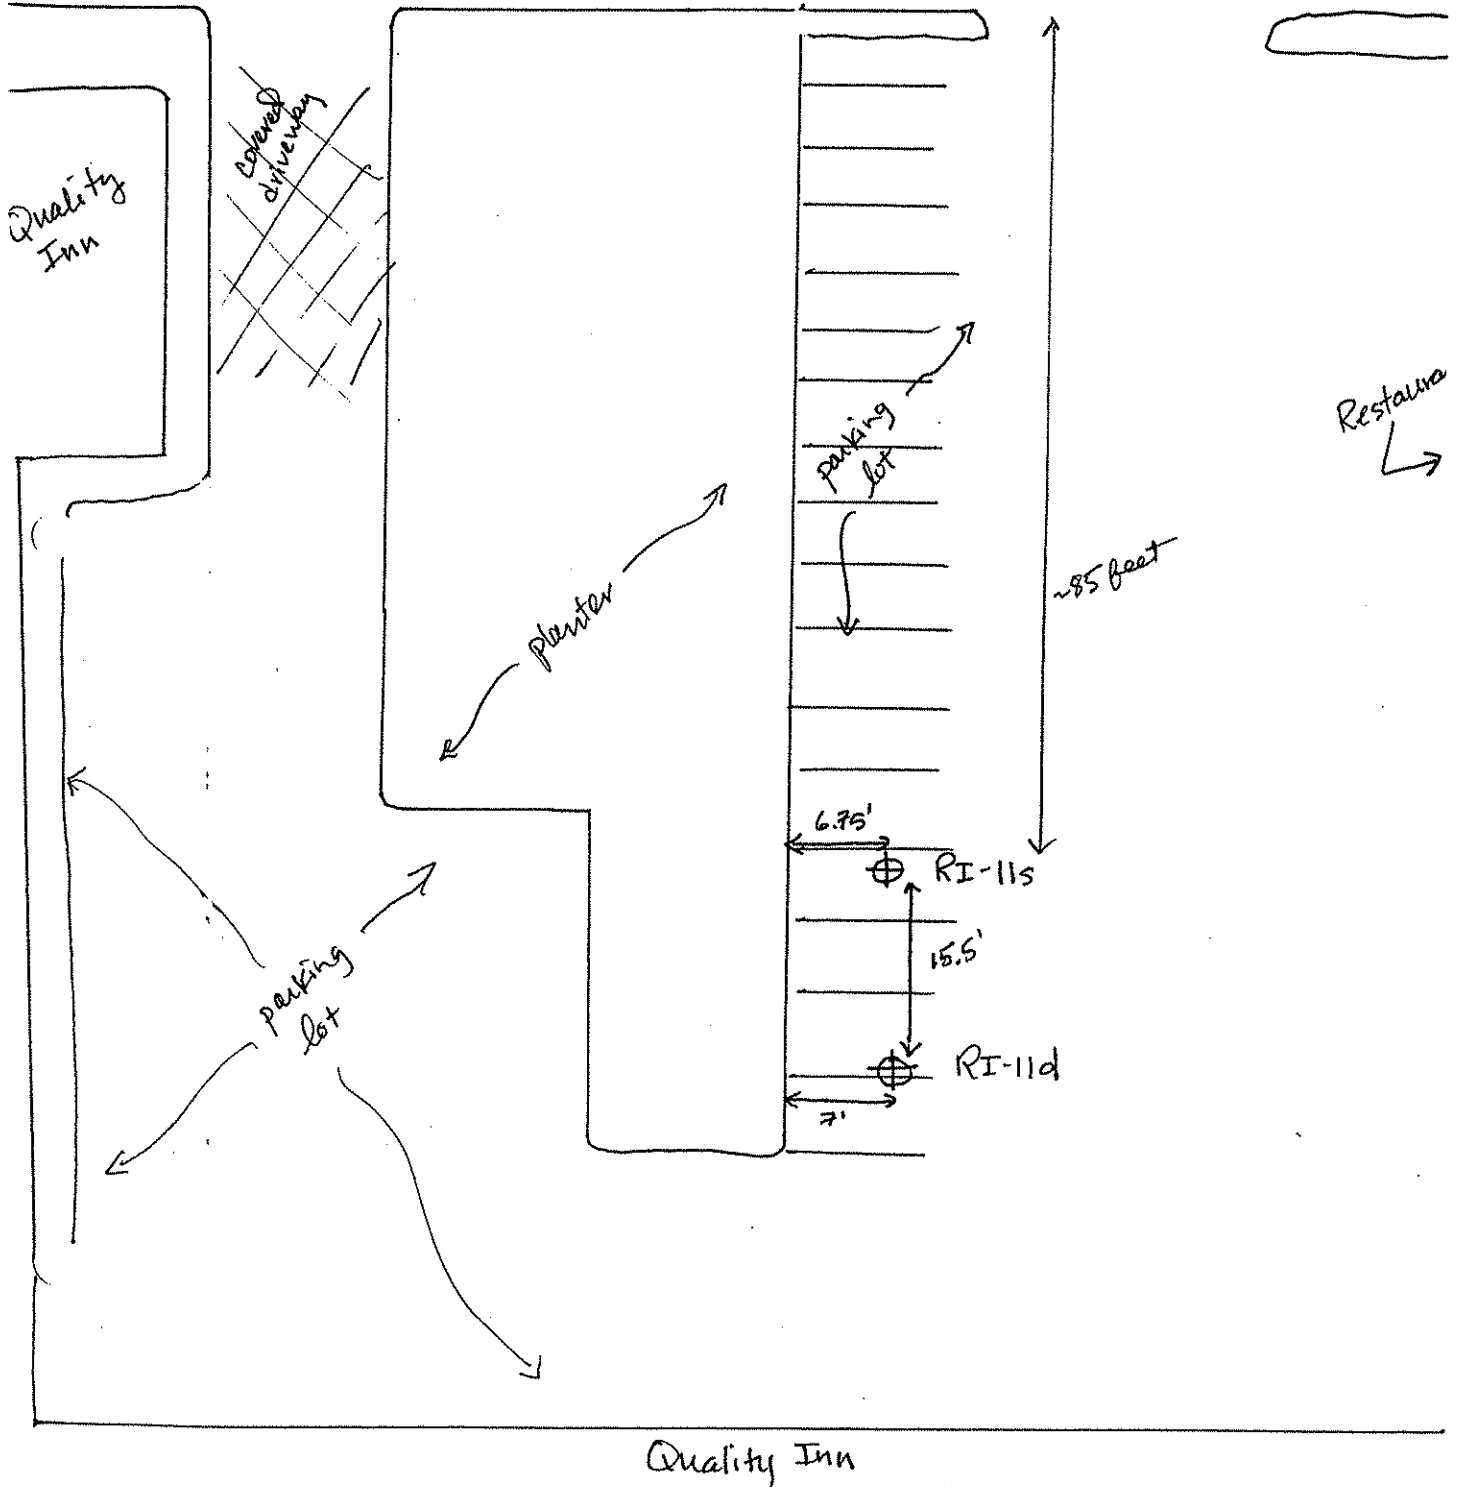 covered
driveway
Quality
Inn
Restaura
parking
lot
~85 feet
planter
6.75'
RI-11s
15.5'
parking
lot
RI-11d
7'
Quality Inn